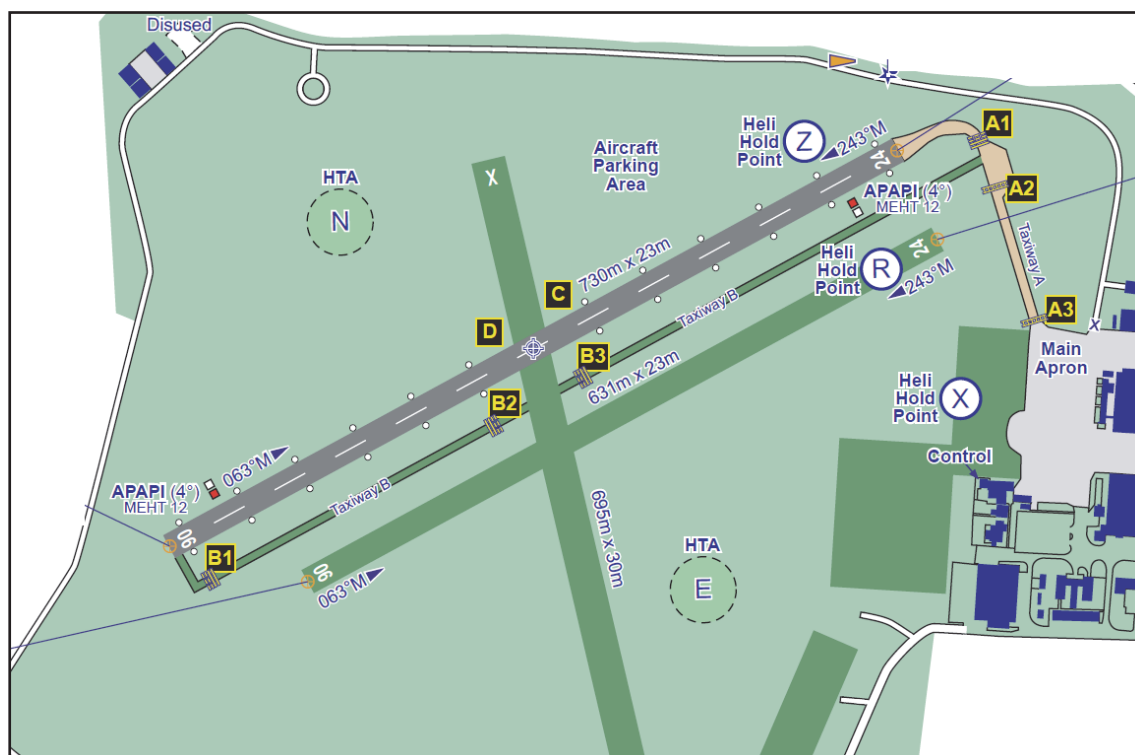 Disused
HTA
N
Aircraft
Parking
Area
Heli
Hold
Point
Z
243°M
24
A1
A2
APAPI (4°)
MEHT 12
Taxiway A
X
730m x 23m
C
D
Heli
Hold
Point
R
24
243°M
Taxiway B
B3
B2
631m x 23m
A3
X
Main
Apron
Heli
Hold
Point
X
Control
063°M
APAPI (4°)
MEHT 12
06
B1
Taxiway B
06
063°M
695m x 30m
HTA
E